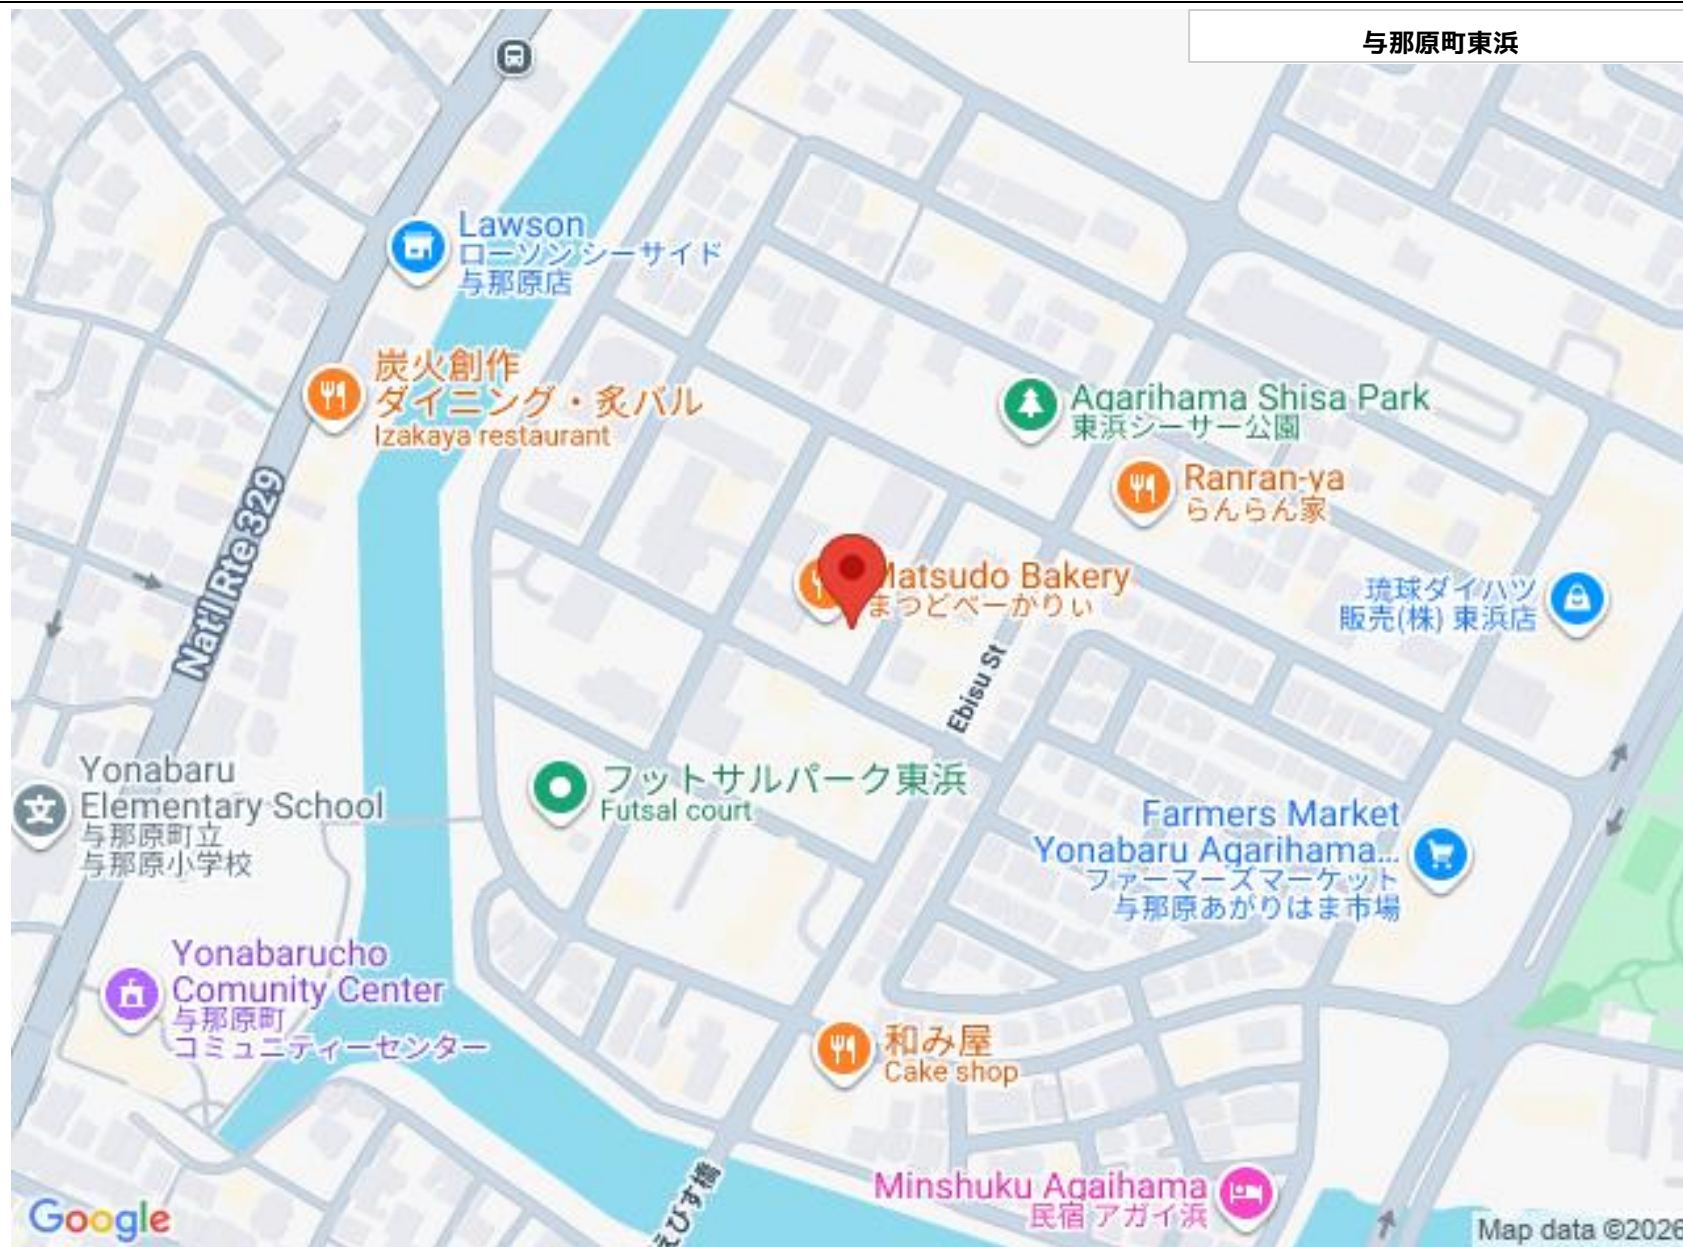 与那原町東浜
Lawson
ローソン シーサイド
与那原店
炭火創作
ダイニング・炙バル
Izakaya restaurant
Agarihama Shisa Park
東浜シーサー公園
Ranran-ya
らんらん家
Nat'l Rte 329
Matsudo Bakery
まつどべーかりぃ
琉球ダイハツ
販売(株) 東浜店
Ebisu St
Yonabaru
Elementary School
与那原町立
与那原小学校
フットサルパーク東浜
Futsal court
Farmers Market
Yonabaru Agarihama...
ファーマーズマーケット
与那原あがりはま市場
Yonabarucho
Comunity Center
与那原町
コミュニティーセンター
和み屋
Cake shop
えびす橋
Minshuku Agaihama
民宿 アガイ浜
Google
Map data ©2026